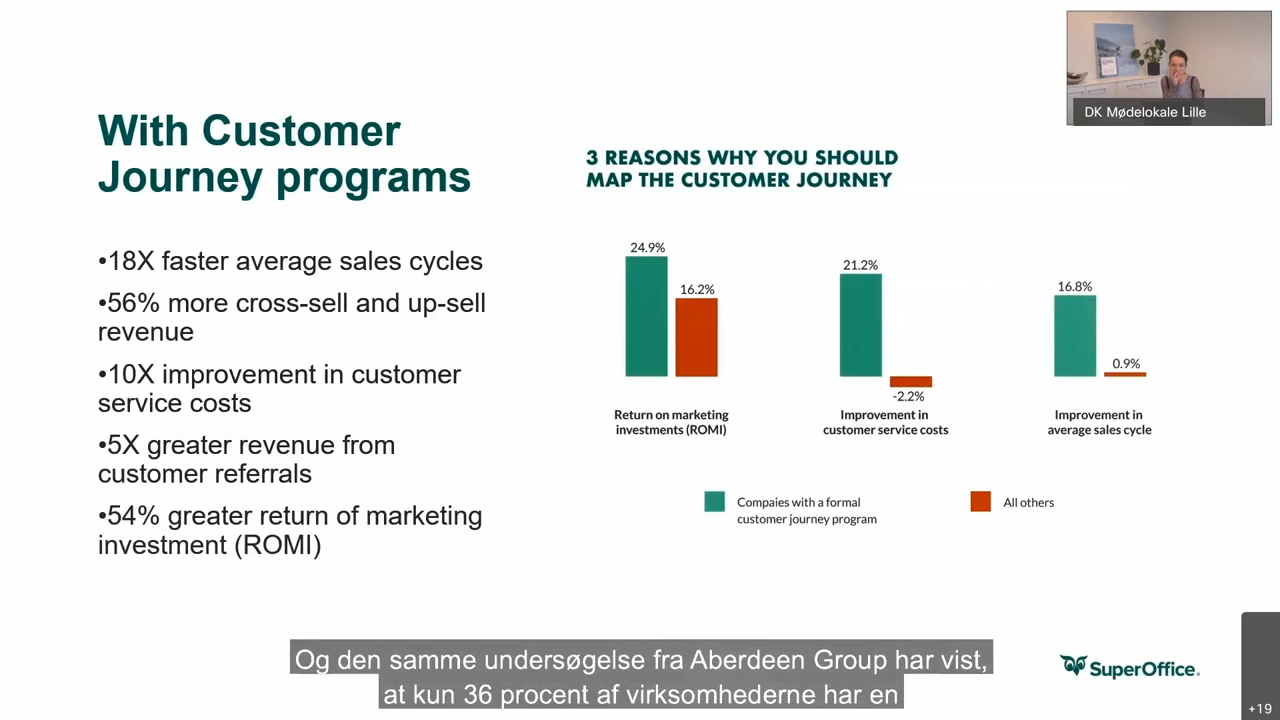 DK Mødelokale Lille
With Customer
Journey programs
•18X faster average sales cycles
•56% more cross-sell and up-sell
revenue
•10X improvement in customer
service costs
•5X greater revenue from
customer referrals
•54% greater return of marketing
investment (ROMI)
3 REASONS WHY YOU SHOULD
MAP THE CUSTOMER JOURNEY
24.9%
16.2%
Return on marketing
investments (ROMI)
21.2%
-2.2%
Improvement in
customer service costs
16.8%
0.9%
Improvement in
average sales cycle
Compaies with a formal
customer journey program
All others
Og den samme undersøgelse fra Aberdeen Group har vist,
at kun 36 procent af virksomhederne har en
SuperOffice.
+19